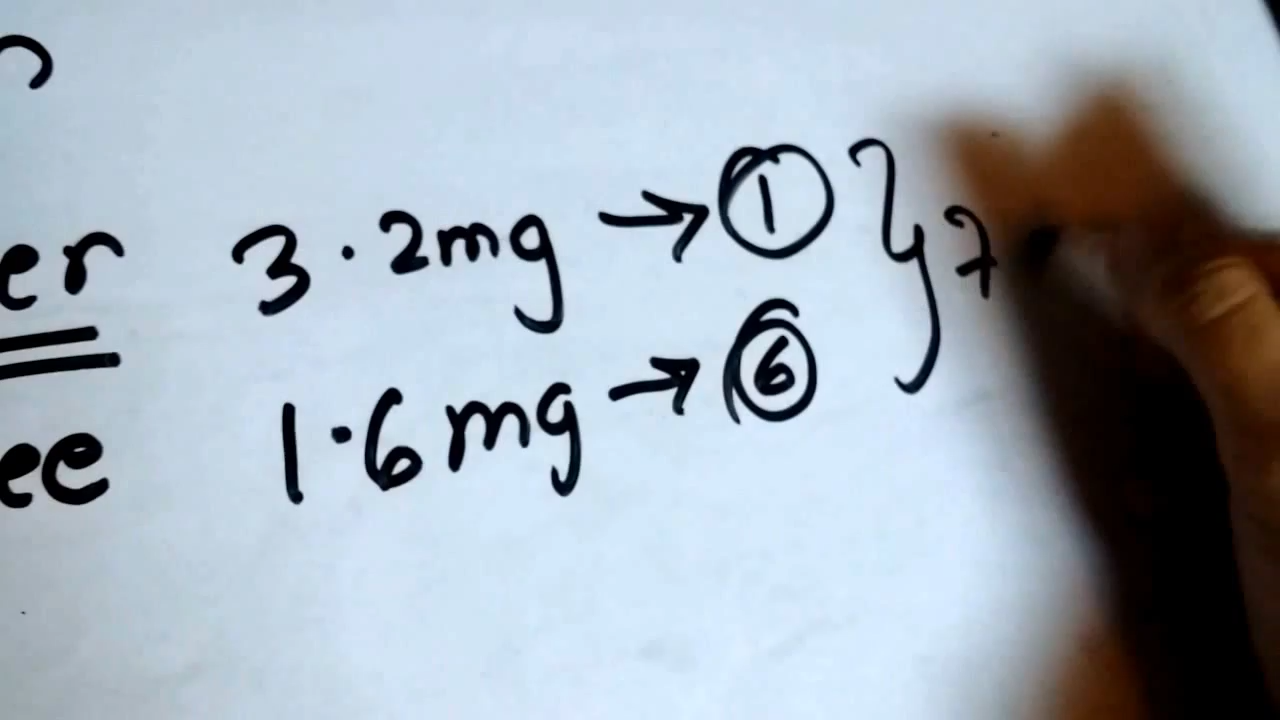 er 3.2mg → ① } 7
ee 1.6mg → ⑥